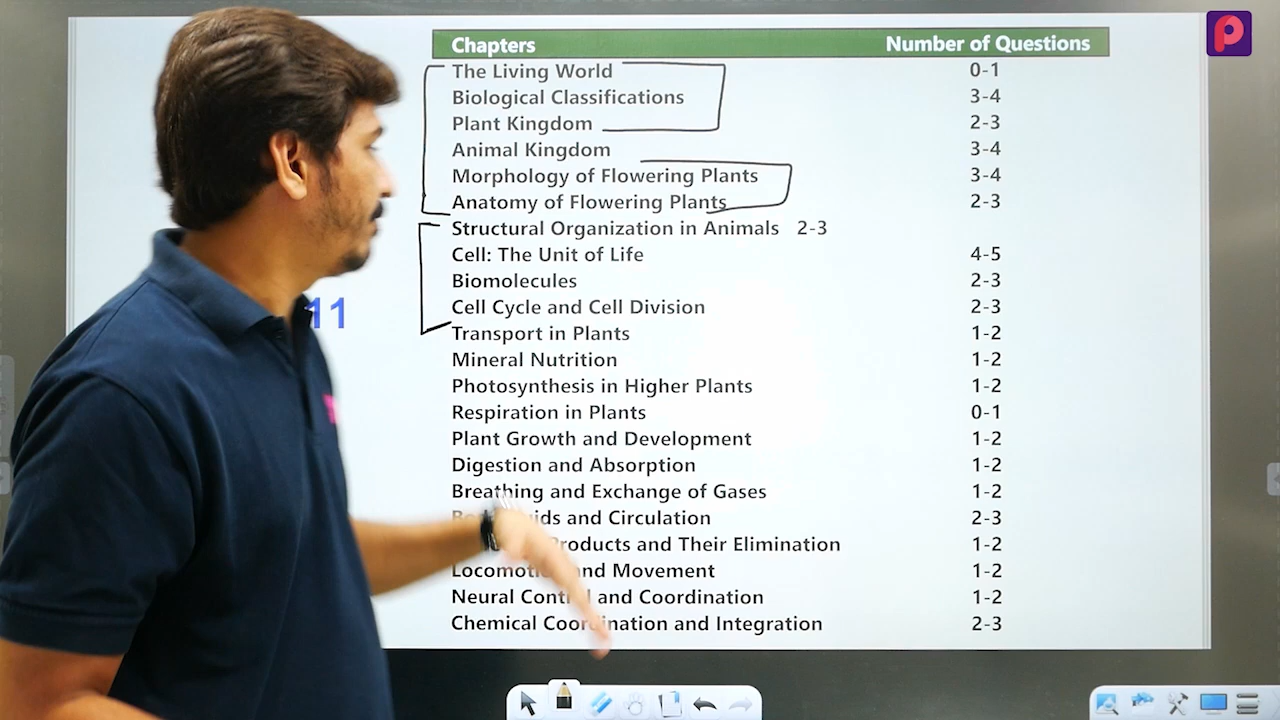 Chapters Number of Questions
The Living World 0-1
Biological Classifications 3-4
Plant Kingdom 2-3
Animal Kingdom 3-4
Morphology of Flowering Plants 3-4
Anatomy of Flowering Plants 2-3
Structural Organization in Animals 2-3
Cell: The Unit of Life 4-5
Biomolecules 2-3
11
Cell Cycle and Cell Division 2-3
Transport in Plants 1-2
Mineral Nutrition 1-2
Photosynthesis in Higher Plants 1-2
Respiration in Plants 0-1
Plant Growth and Development 1-2
Digestion and Absorption 1-2
Breathing and Exchange of Gases 1-2
and Circulation 2-3
Products and Their Elimination 1-2
Locomotion and Movement 1-2
Neural Control and Coordination 1-2
Chemical Coordination and Integration 2-3